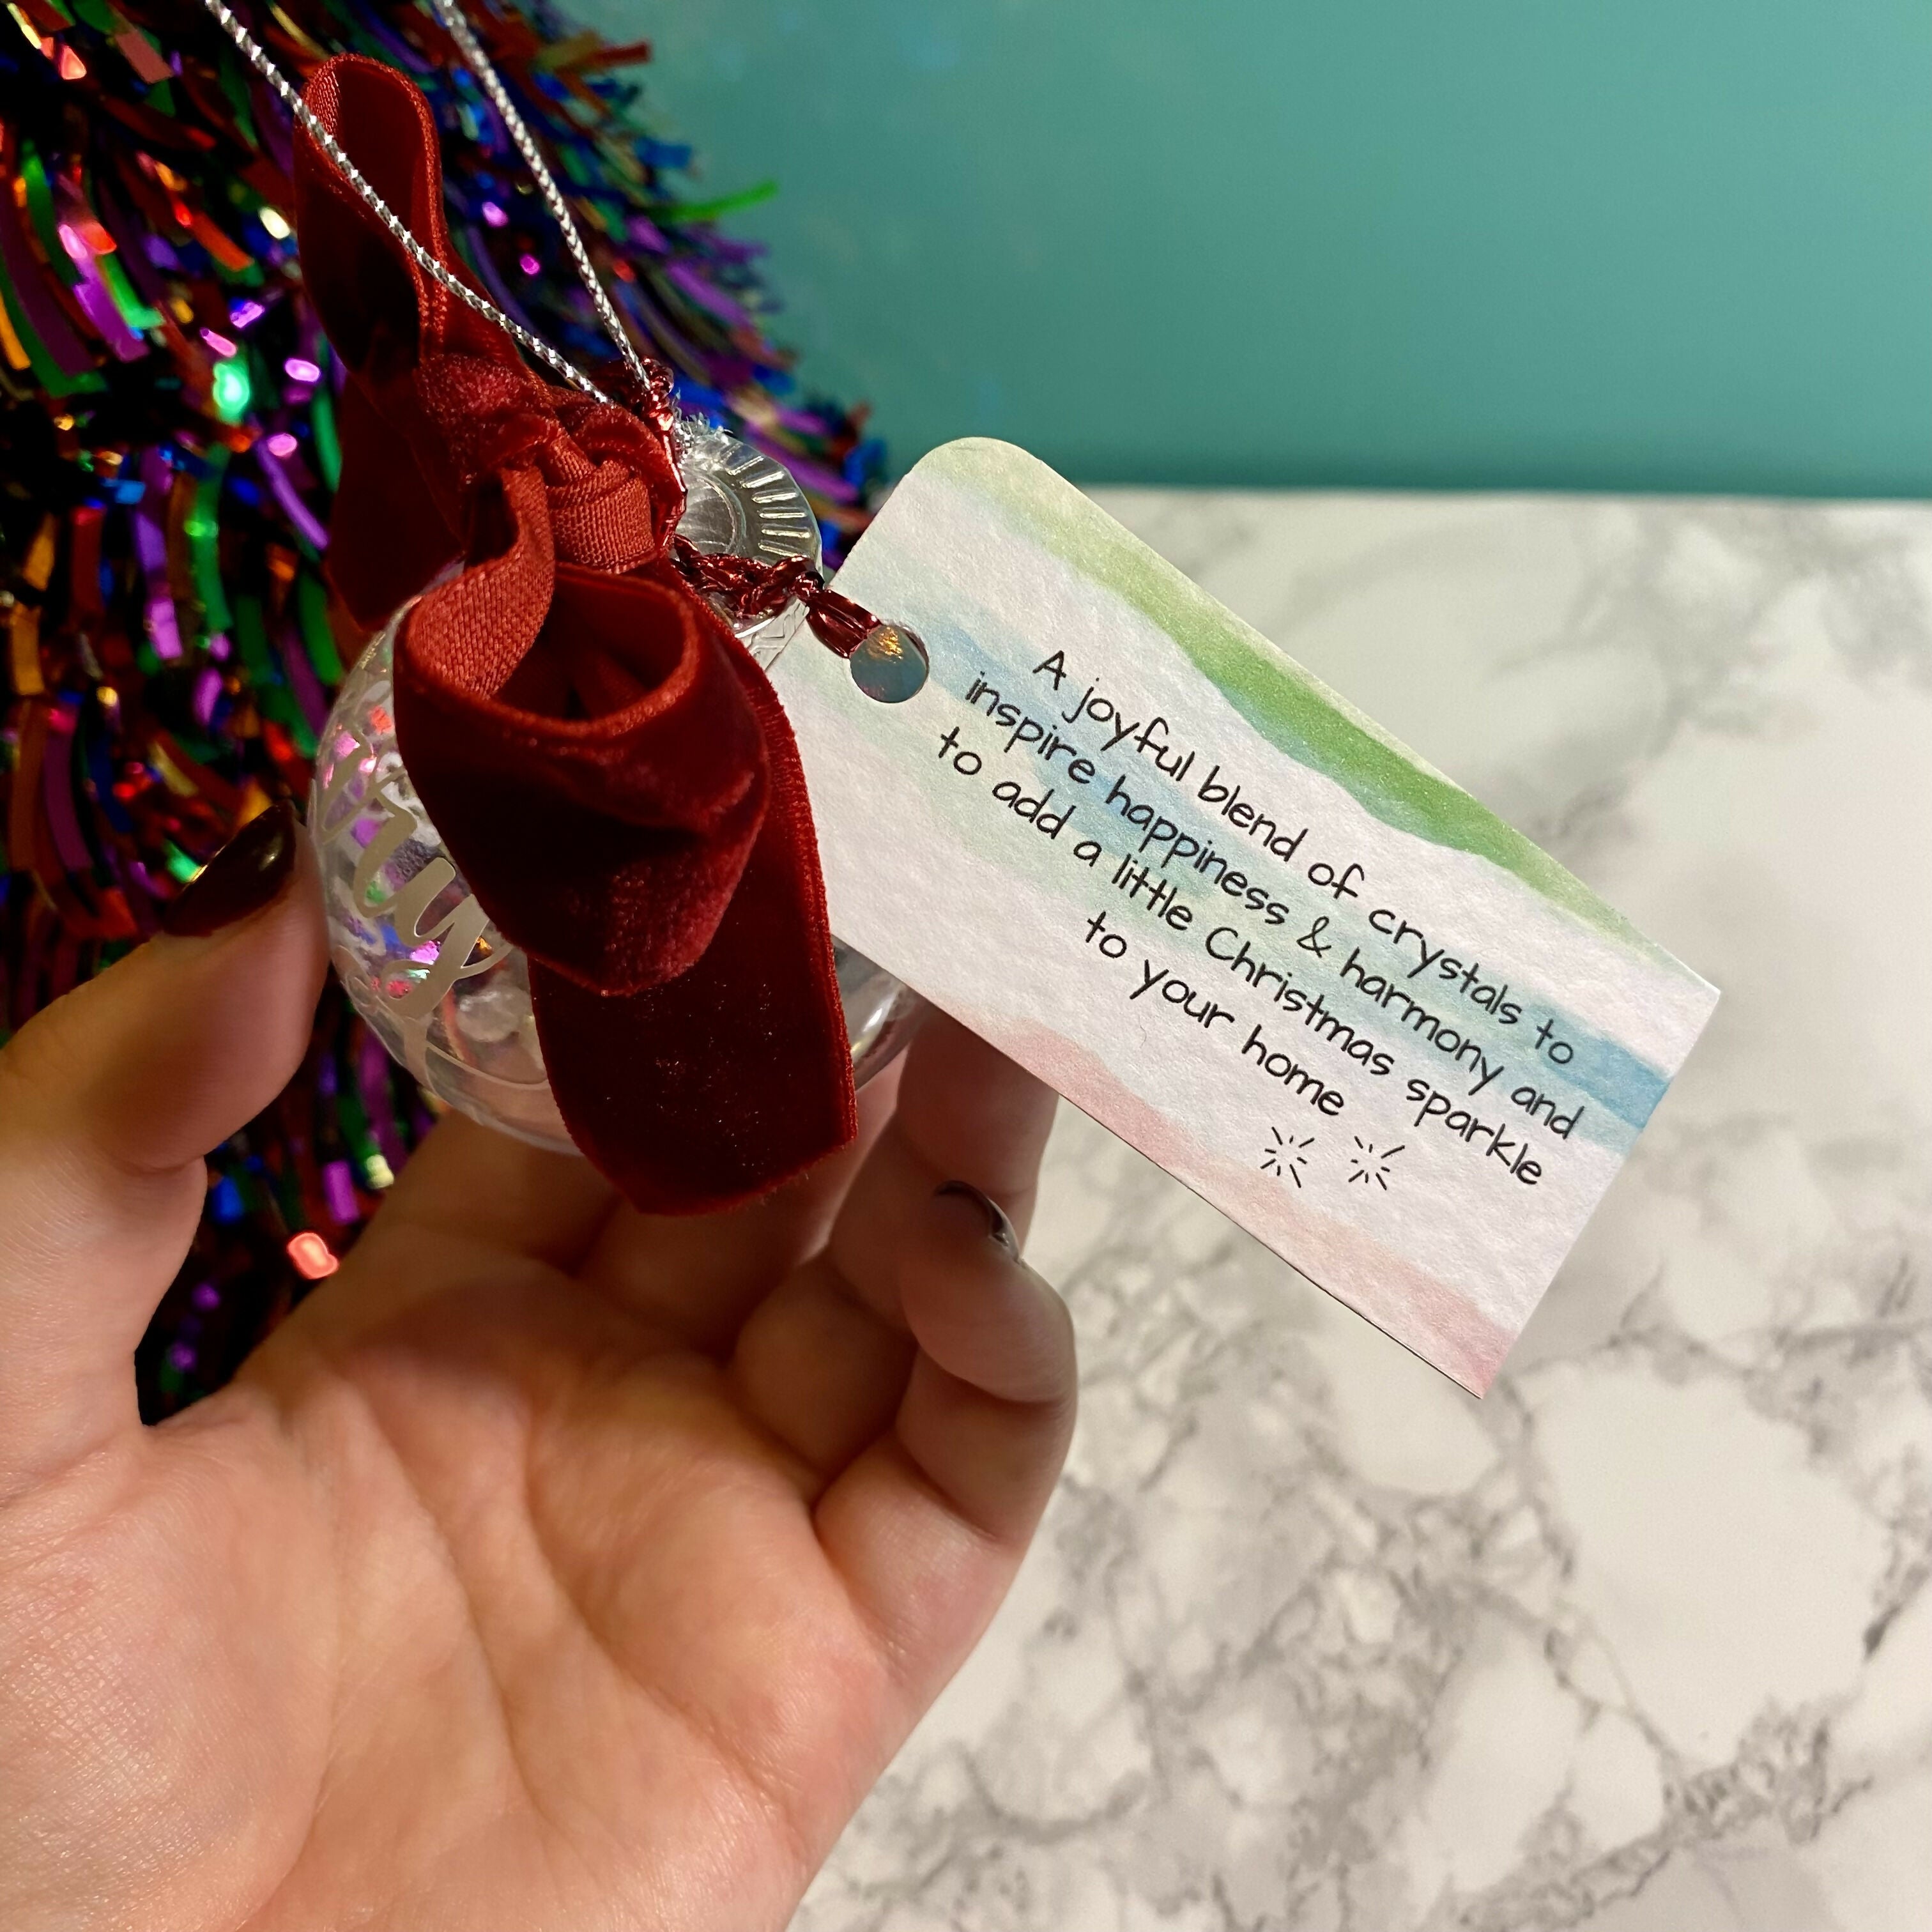 A joyful blend of crystals to
inspire happiness & harmony and
to add a little Christmas sparkle
to your home